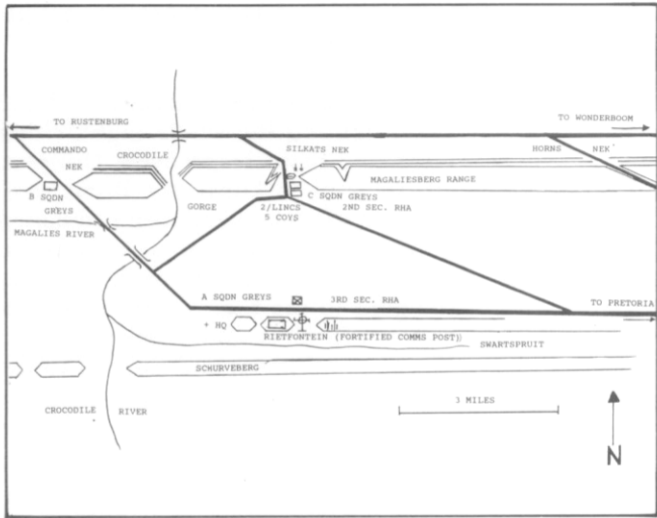 TO RUSTENBURG
TO WONDERBOOM
COMMANDO
NEK
CROCODILE
SILKATS NEK
HORNS NEK
MAGALIESBERG RANGE
B SQDN
GREYS
C SQDN GREYS
GORGE
2/LINCS
5 COYS
2ND SEC. RHA
MAGALIES RIVER
A SQDN GREYS
3RD SEC. RHA
TO PRETORIA
+ HQ
RIETFONTEIN (FORTIFIED COMMS POST)
SWARTSPRUIT
SCHURVEBERG
3 MILES
CROCODILE RIVER
N